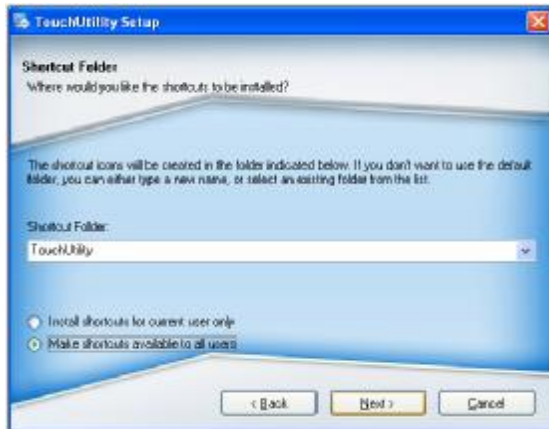 TouchUtility Setup
Shortcut Folder
Where would you like the shortcuts to be installed?
The shortcut icons will be created in the folder indicated below. If you don't want to use the default
folder, you can either type a new name, or select an existing folder from the list.
Shortcut Folder:
TouchUtility
Install shortcuts for current user only
Make shortcuts available to all users
< Back
Next >
Cancel